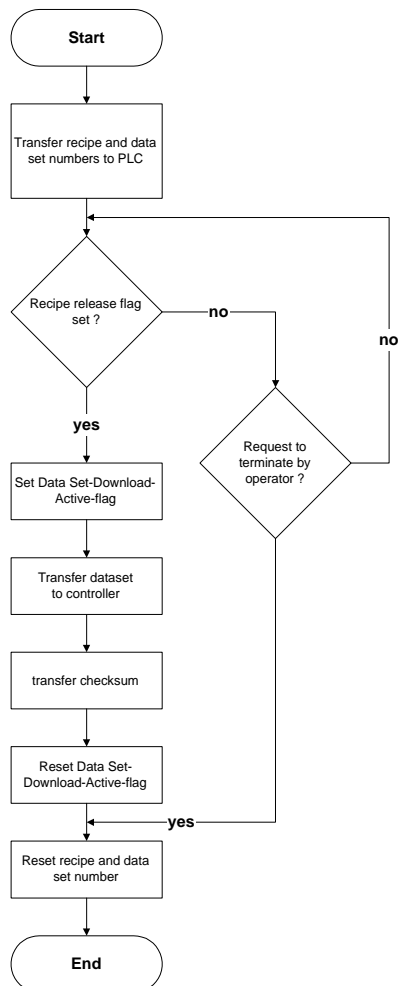 Start
Transfer recipe and data
set numbers to PLC
Recipe release flag
set ?
no
no
yes
Request to
terminate by
operator ?
Set Data Set-Download-
Active-flag
Transfer dataset
to controller
transfer checksum
Reset Data Set-
Download-Active-flag
yes
Reset recipe and data
set number
End